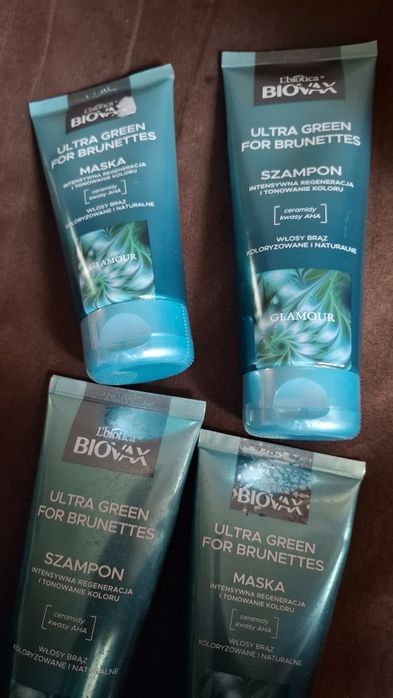 L'biotica
BIOVAX
ULTRA GREEN
FOR BRUNETTES
MASKA
INTENSYWNA REGENERACJA
I TONOWANIE KOLORU
ceramidy
kwasy AHA
WŁOSY BRĄZ
KOLORYZOWANE I NATURALNE
GLAMOUR
L'biotica
BIOVAX
ULTRA GREEN
FOR BRUNETTES
SZAMPON
INTENSYWNA REGENERACJA
I TONOWANIE KOLORU
ceramidy
kwasy AHA
WŁOSY BRĄZ
KOLORYZOWANE I NATURALNE
GLAMOUR
L'biotica
BIOVAX
ULTRA GREEN
FOR BRUNETTES
SZAMPON
INTENSYWNA REGENERACJA
I TONOWANIE KOLORU
ceramidy
kwasy AHA
WŁOSY BRĄZ
KOLORYZOWANE I NATURALNE
L'biotica
BIOVAX
ULTRA GREEN
FOR BRUNETTES
MASKA
INTENSYWNA REGENERACJA
I TONOWANIE KOLORU
ceramidy
kwasy AHA
WŁOSY BRĄZ
KOLORYZOWANE I NATURALNE